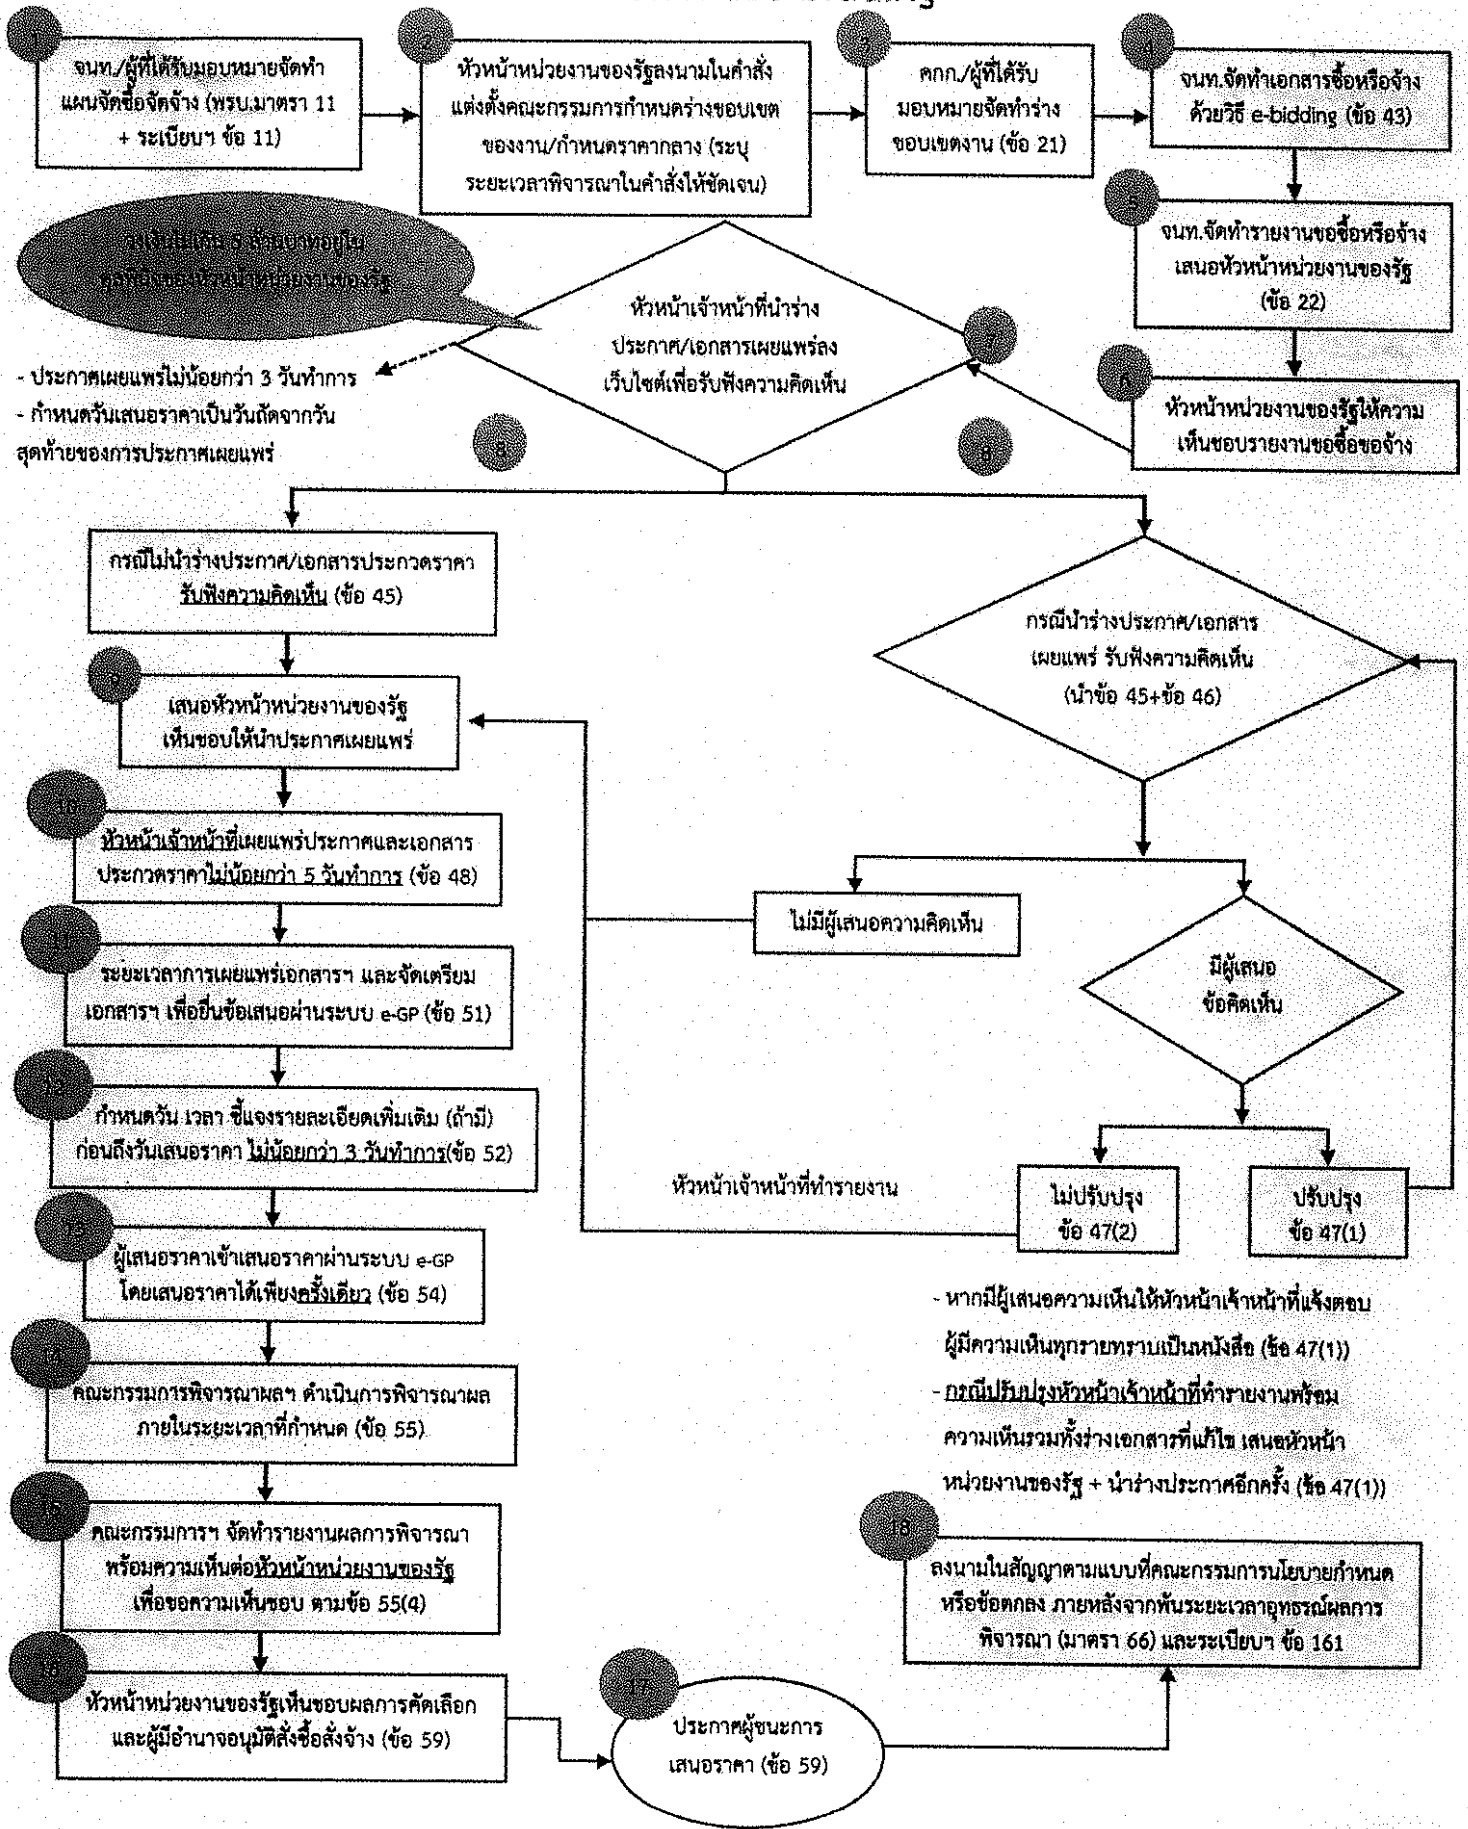 1
จนท./ผู้ที่ได้รับมอบหมายจัดทำ
แผนจัดซื้อจัดจ้าง (พรบ.มาตรา 11
+ ระเบียบฯ ข้อ 11)
2
หัวหน้าหน่วยงานของรัฐลงนามในคำสั่ง
แต่งตั้งคณะกรรมการกำหนดร่างขอบเขต
ของงาน/กำหนดราคากลาง (ระบุ
ระยะเวลาพิจารณาในคำสั่งให้ชัดเจน)
3
คกก./ผู้ที่ได้รับ
มอบหมายจัดทำร่าง
ขอบเขตงาน (ข้อ 21)
4
จนท.จัดทำเอกสารซื้อหรือจ้าง
ด้วยวิธี e-bidding (ข้อ 43)
5
จนท.จัดทำรายงานขอซื้อหรือจ้าง
เสนอหัวหน้าหน่วยงานของรัฐ
(ข้อ 22)
6
หัวหน้าหน่วยงานของรัฐให้ความ
เห็นชอบรายงานขอซื้อขอจ้าง
วงเงินไม่เกิน 5 ล้านบาทอยู่ใน
ดุลพินิจของหัวหน้าหน่วยงานของรัฐ
7
หัวหน้าเจ้าหน้าที่นำร่าง
ประกาศ/เอกสารเผยแพร่ลง
เว็บไซต์เพื่อรับฟังความคิดเห็น
- ประกาศเผยแพร่ไม่น้อยกว่า 3 วันทำการ
- กำหนดวันเสนอราคาเป็นวันถัดจากวัน
สุดท้ายของการประกาศเผยแพร่
8
8
กรณีไม่นำร่างประกาศ/เอกสารประกวดราคา
รับฟังความคิดเห็น (ข้อ 45)
กรณีนำร่างประกาศ/เอกสาร
เผยแพร่ รับฟังความคิดเห็น
(นำข้อ 45+ข้อ 46)
9
เสนอหัวหน้าหน่วยงานของรัฐ
เห็นชอบให้นำประกาศเผยแพร่
10
หัวหน้าเจ้าหน้าที่เผยแพร่ประกาศและเอกสาร
ประกวดราคาไม่น้อยกว่า 5 วันทำการ (ข้อ 48)
ไม่มีผู้เสนอความคิดเห็น
มีผู้เสนอ
ข้อคิดเห็น
11
ระยะเวลาการเผยแพร่เอกสารฯ และจัดเตรียม
เอกสารฯ เพื่อยื่นข้อเสนอผ่านระบบ e-GP (ข้อ 51)
12
กำหนดวัน เวลา ชี้แจงรายละเอียดเพิ่มเติม (ถ้ามี)
ก่อนถึงวันเสนอราคา ไม่น้อยกว่า 3 วันทำการ(ข้อ 52)
หัวหน้าเจ้าหน้าที่ทำรายงาน
ไม่ปรับปรุง
ข้อ 47(2)
ปรับปรุง
ข้อ 47(1)
13
ผู้เสนอราคาเข้าเสนอราคาผ่านระบบ e-GP
โดยเสนอราคาได้เพียงครั้งเดียว (ข้อ 54)
- หากมีผู้เสนอความเห็นให้หัวหน้าเจ้าหน้าที่แจ้งตอบ
ผู้มีความเห็นทุกรายทราบเป็นหนังสือ (ข้อ 47(1))
- กรณีปรับปรุงหัวหน้าเจ้าหน้าที่ทำรายงานพร้อม
ความเห็นรวมทั้งร่างเอกสารที่แก้ไข เสนอหัวหน้า
หน่วยงานของรัฐ + นำร่างประกาศอีกครั้ง (ข้อ 47(1))
14
คณะกรรมการพิจารณาผลฯ ดำเนินการพิจารณาผล
ภายในระยะเวลาที่กำหนด (ข้อ 55)
15
คณะกรรมการฯ จัดทำรายงานผลการพิจารณา
พร้อมความเห็นต่อหัวหน้าหน่วยงานของรัฐ
เพื่อขอความเห็นชอบ ตามข้อ 55(4)
16
หัวหน้าหน่วยงานของรัฐเห็นชอบผลการคัดเลือก
และผู้มีอำนาจอนุมัติสั่งซื้อสั่งจ้าง (ข้อ 59)
17
ประกาศผู้ชนะการ
เสนอราคา (ข้อ 59)
18
ลงนามในสัญญาตามแบบที่คณะกรรมการนโยบายกำหนด
หรือข้อตกลง ภายหลังจากพ้นระยะเวลาอุทธรณ์ผลการ
พิจารณา (มาตรา 66) และระเบียบฯ ข้อ 161